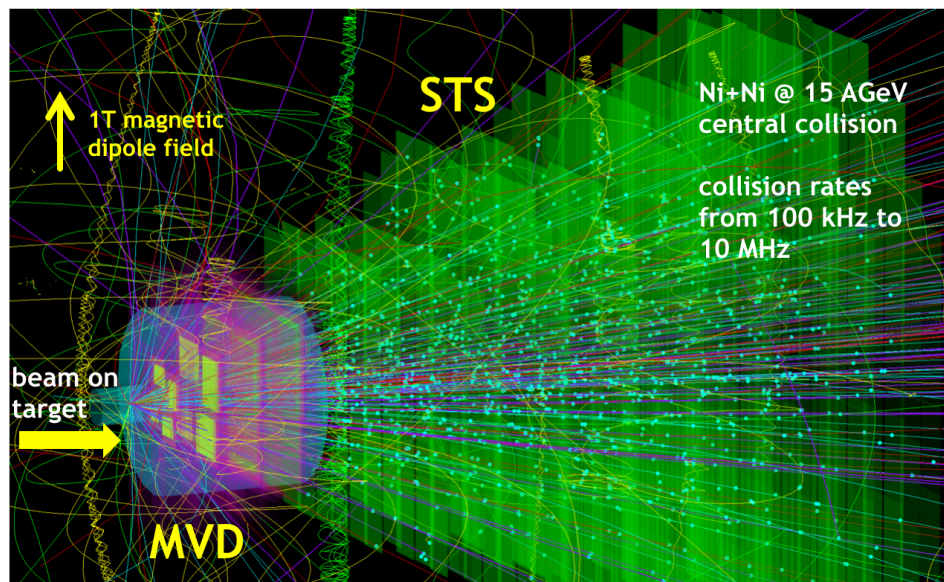 STS
Ni+Ni @ 15 AGeV
central collision
1T magnetic
dipole field
collision rates
from 100 kHz to
10 MHz
beam on
target
MVD